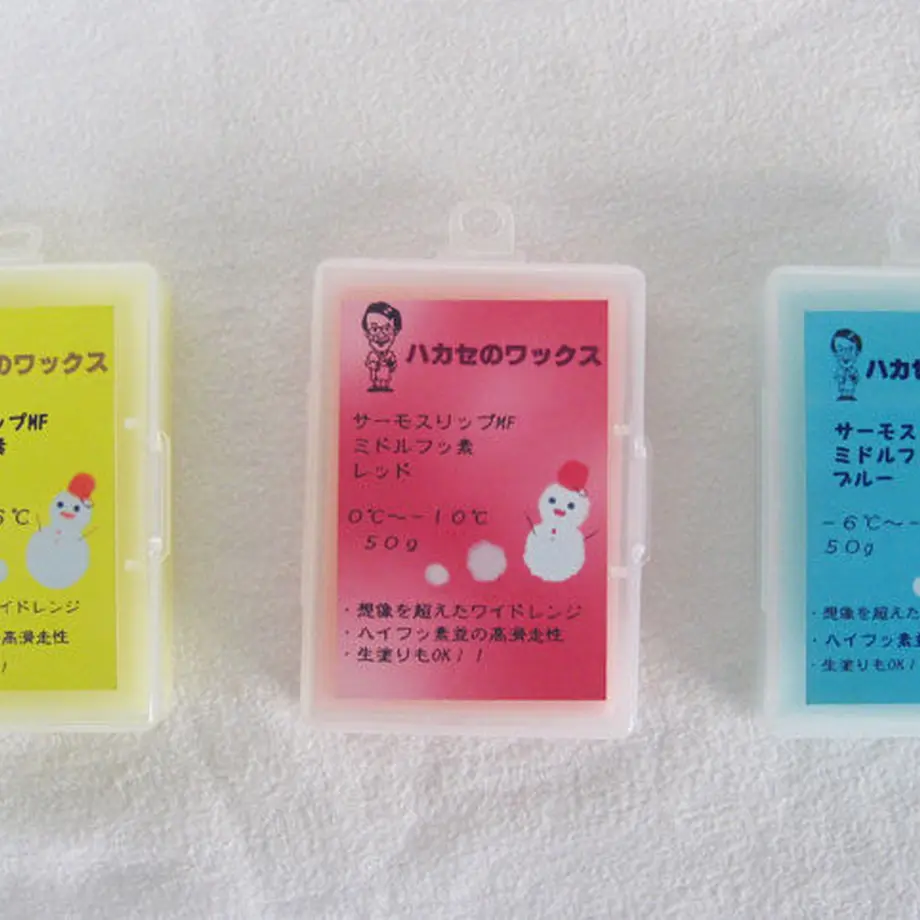 のワックス
ップMF
素
6℃
イドレンジ
高滑走性
！
ハカセのワックス
サーモスリップMF
ミドルフッ素
レッド
0℃～－10℃
50g
・想像を超えたワイドレンジ
・ハイフッ素並の高滑走性
・生塗りもOK！！
ハカセ
サーモス
ミドルフ
ブルー
－6℃～－
50g
・想像を超えた
・ハイフッ素並
・生塗りもOK！